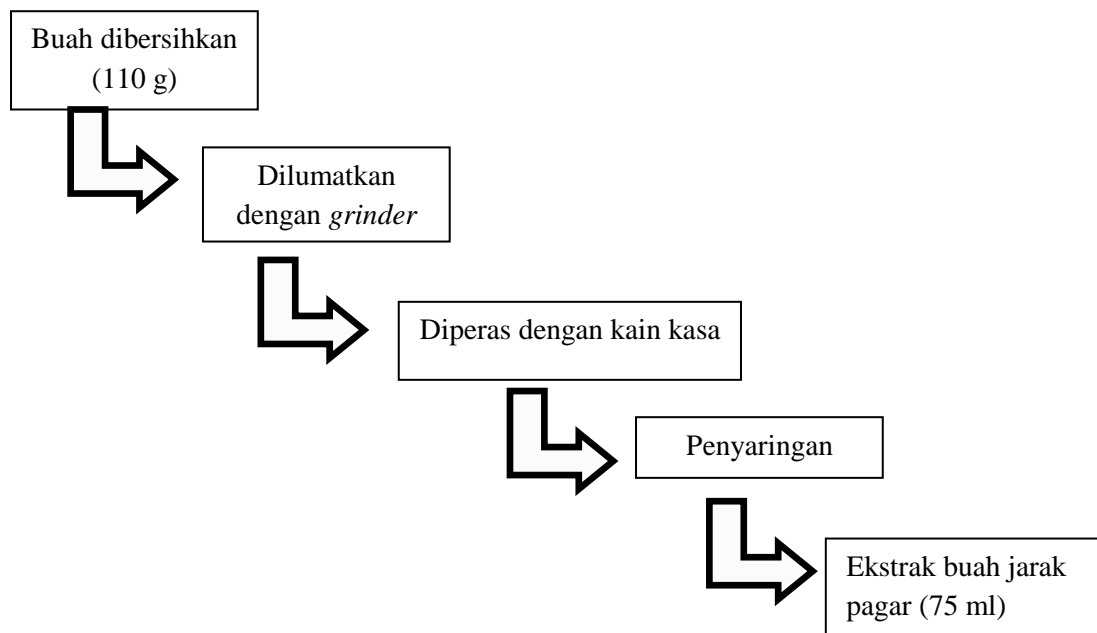 Buah dibersihkan
(110 g)
Dilumatkan
dengan grinder
Diperas dengan kain kasa
Penyaringan
Ekstrak buah jarak
pagar (75 ml)